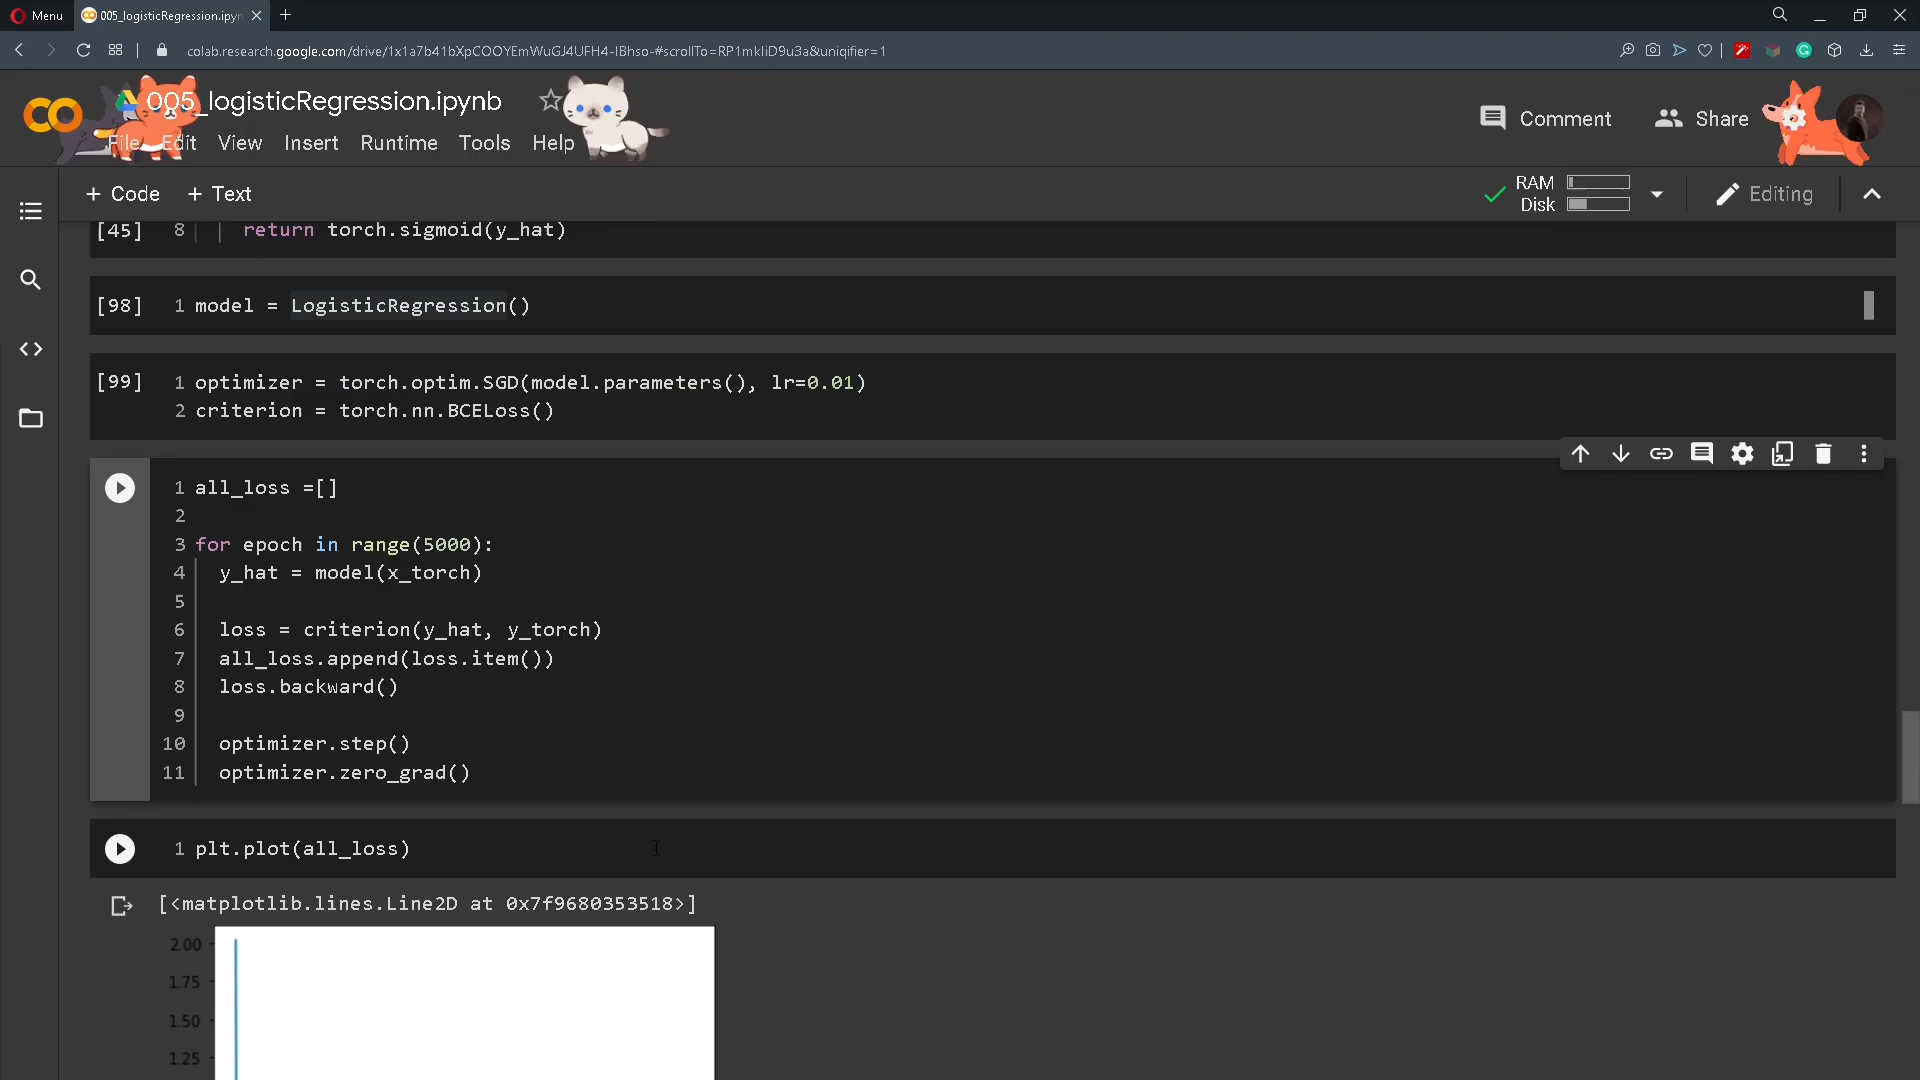 Menu
005_logisticRegression.ipyn
colab.research.google.com/drive/1x1a7b41bXpCOOYEmWuGJ4UFH4-IBhso-#scrollTo=RP1mkIiD9u3a&uniqifier=1
005_logisticRegression.ipynb
Comment
Share
File Edit View Insert Runtime Tools Help
+ Code + Text
RAM
Disk
Editing
[45] 8 return torch.sigmoid(y_hat)
[98] 1 model = LogisticRegression()
[99] 1 optimizer = torch.optim.SGD(model.parameters(), lr=0.01)
2 criterion = torch.nn.BCELoss()
1 all_loss =[]
2
3 for epoch in range(5000):
4 y_hat = model(x_torch)
5
6 loss = criterion(y_hat, y_torch)
7 all_loss.append(loss.item())
8 loss.backward()
9
10 optimizer.step()
11 optimizer.zero_grad()
1 plt.plot(all_loss)
[<matplotlib.lines.Line2D at 0x7f9680353518>]
2.00
1.75
1.50
1.25